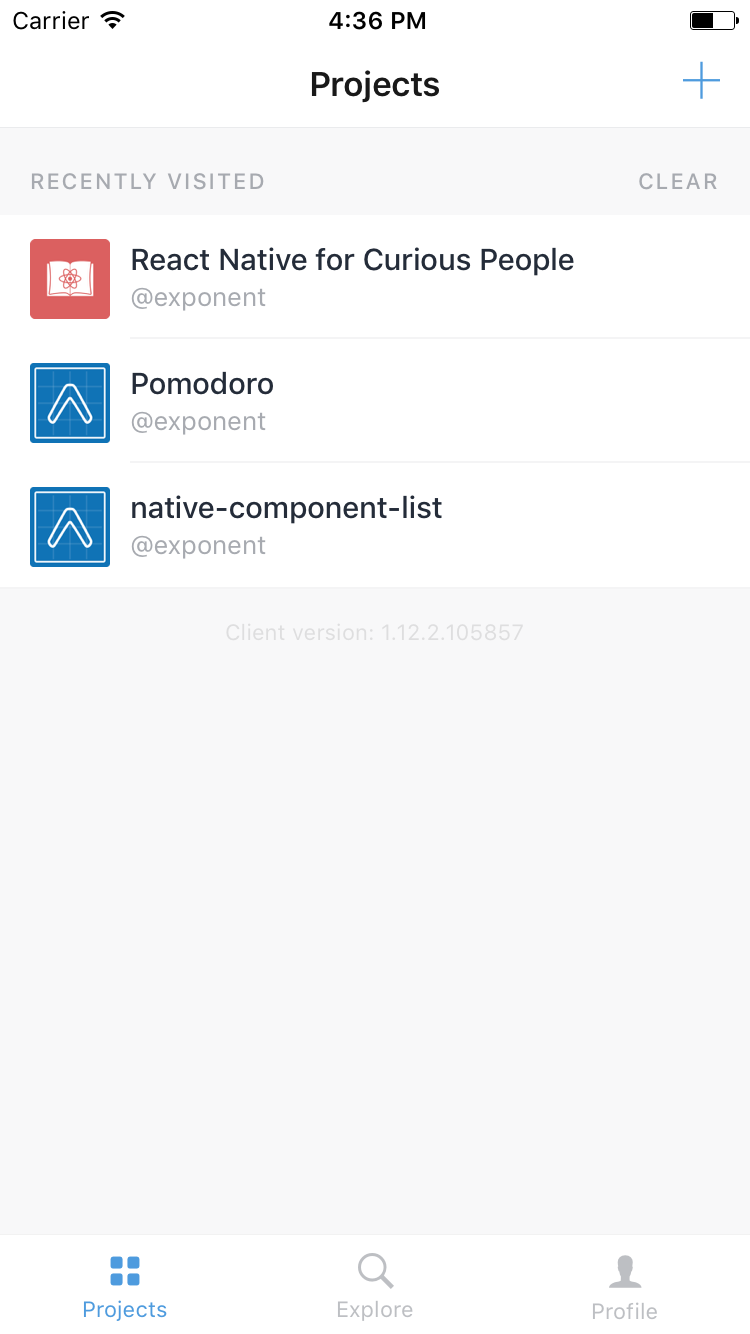 Carrier 4:36 PM
Projects
RECENTLY VISITED CLEAR
React Native for Curious People
@exponent
Pomodoro
@exponent
native-component-list
@exponent
Client version: 1.12.2.105857
Projects Explore Profile